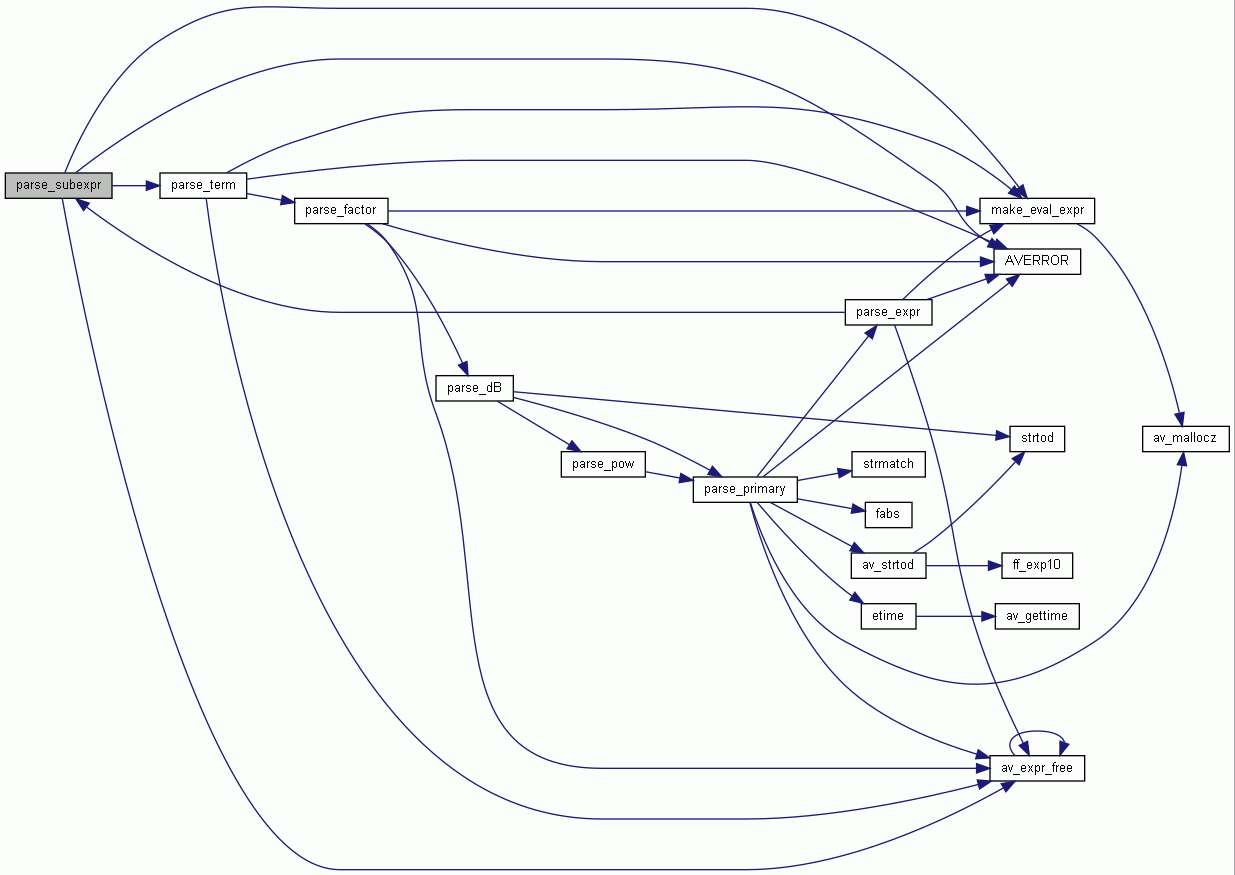 parse_subexpr
parse_term
parse_factor
make_eval_expr
AVERROR
parse_expr
parse_dB
strtod
av_mallocz
parse_pow
strmatch
parse_primary
fabs
av_strtod
ff_exp10
etime
av_gettime
av_expr_free